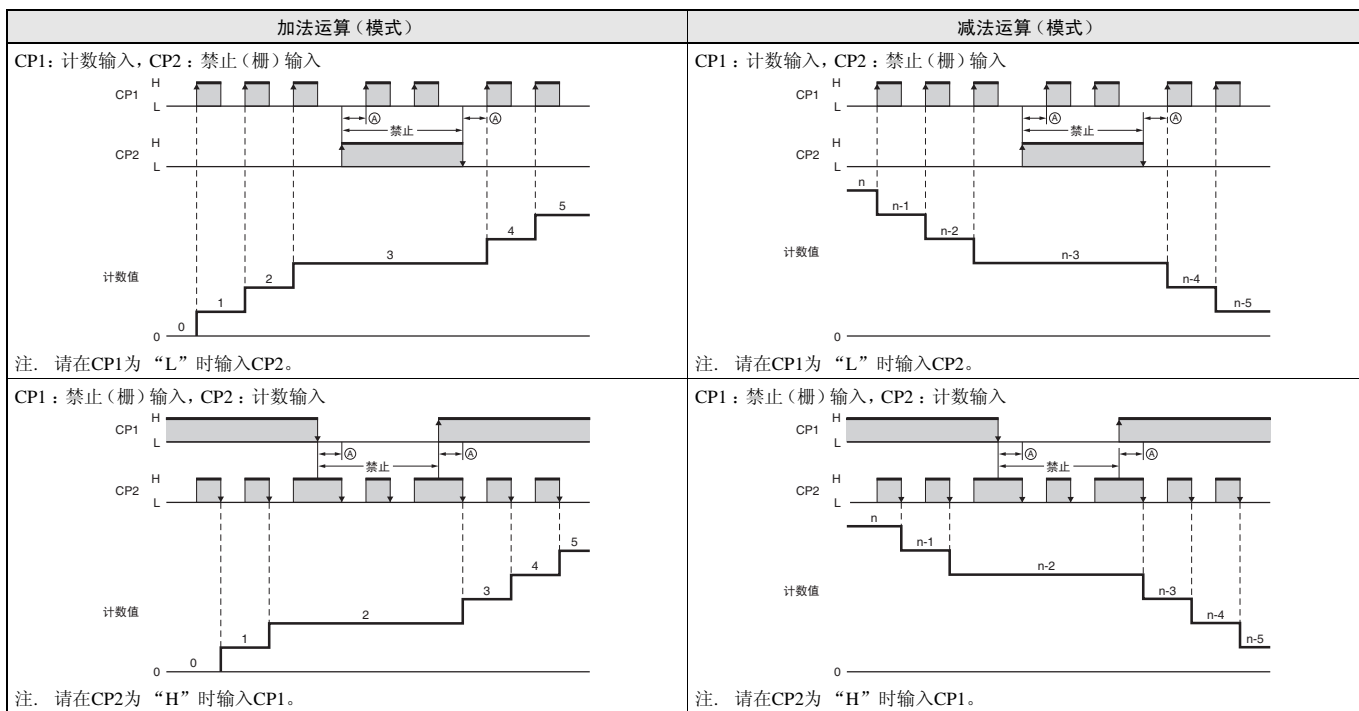 加法运算（模式）
减法运算（模式）
CP1：计数输入，CP2：禁止（栅）输入
CP1
H
L
Ⓐ
Ⓐ
禁止
CP2
H
L
计数值
0
1
2
3
4
5
0
注. 请在CP1为 “L”时输入CP2。
CP1：计数输入，CP2：禁止（栅）输入
CP1
H
L
Ⓐ
Ⓐ
禁止
CP2
H
L
计数值
n
n-1
n-2
n-3
n-4
n-5
0
注. 请在CP1为 “L”时输入CP2。
CP1：禁止（栅）输入，CP2：计数输入
CP1
H
L
Ⓐ
Ⓐ
禁止
CP2
H
L
计数值
0
1
2
3
4
5
0
注. 请在CP2为 “H”时输入CP1。
CP1：禁止（栅）输入，CP2：计数输入
CP1
H
L
Ⓐ
Ⓐ
禁止
CP2
H
L
计数值
n
n-1
n-2
n-3
n-4
n-5
0
注. 请在CP2为 “H”时输入CP1。